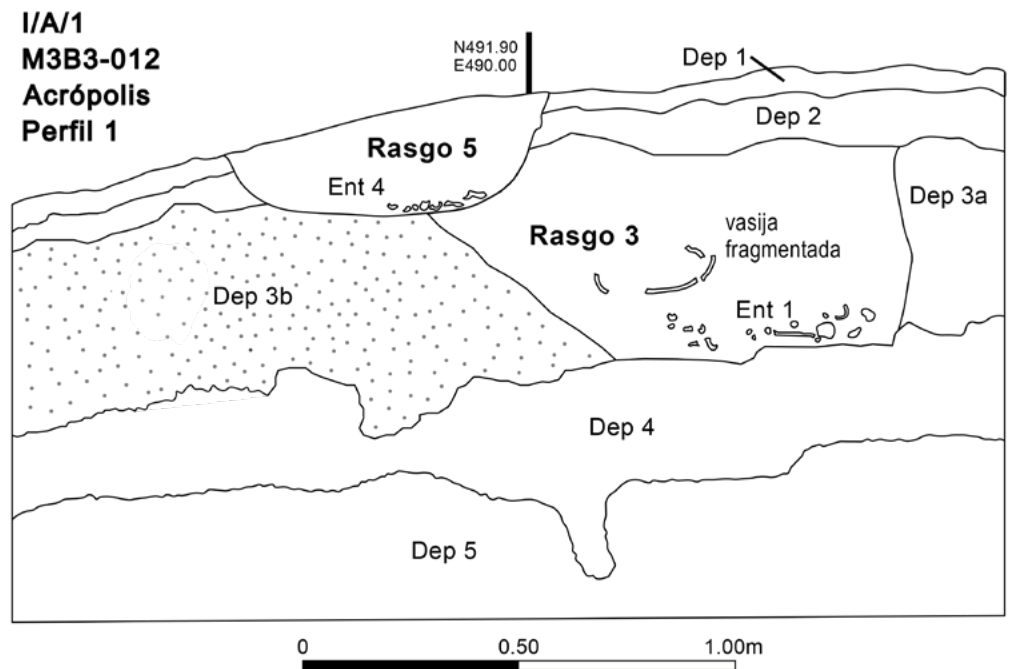 I/A/1
M3B3-012
Acrópolis
Perfil 1
N491.90
E490.00
Dep 1
Dep 2
Rasgo 5
Ent 4
Dep 3a
Rasgo 3
vasija
fragmentada
Dep 3b
Ent 1
Dep 4
Dep 5
0 0.50 1.00m